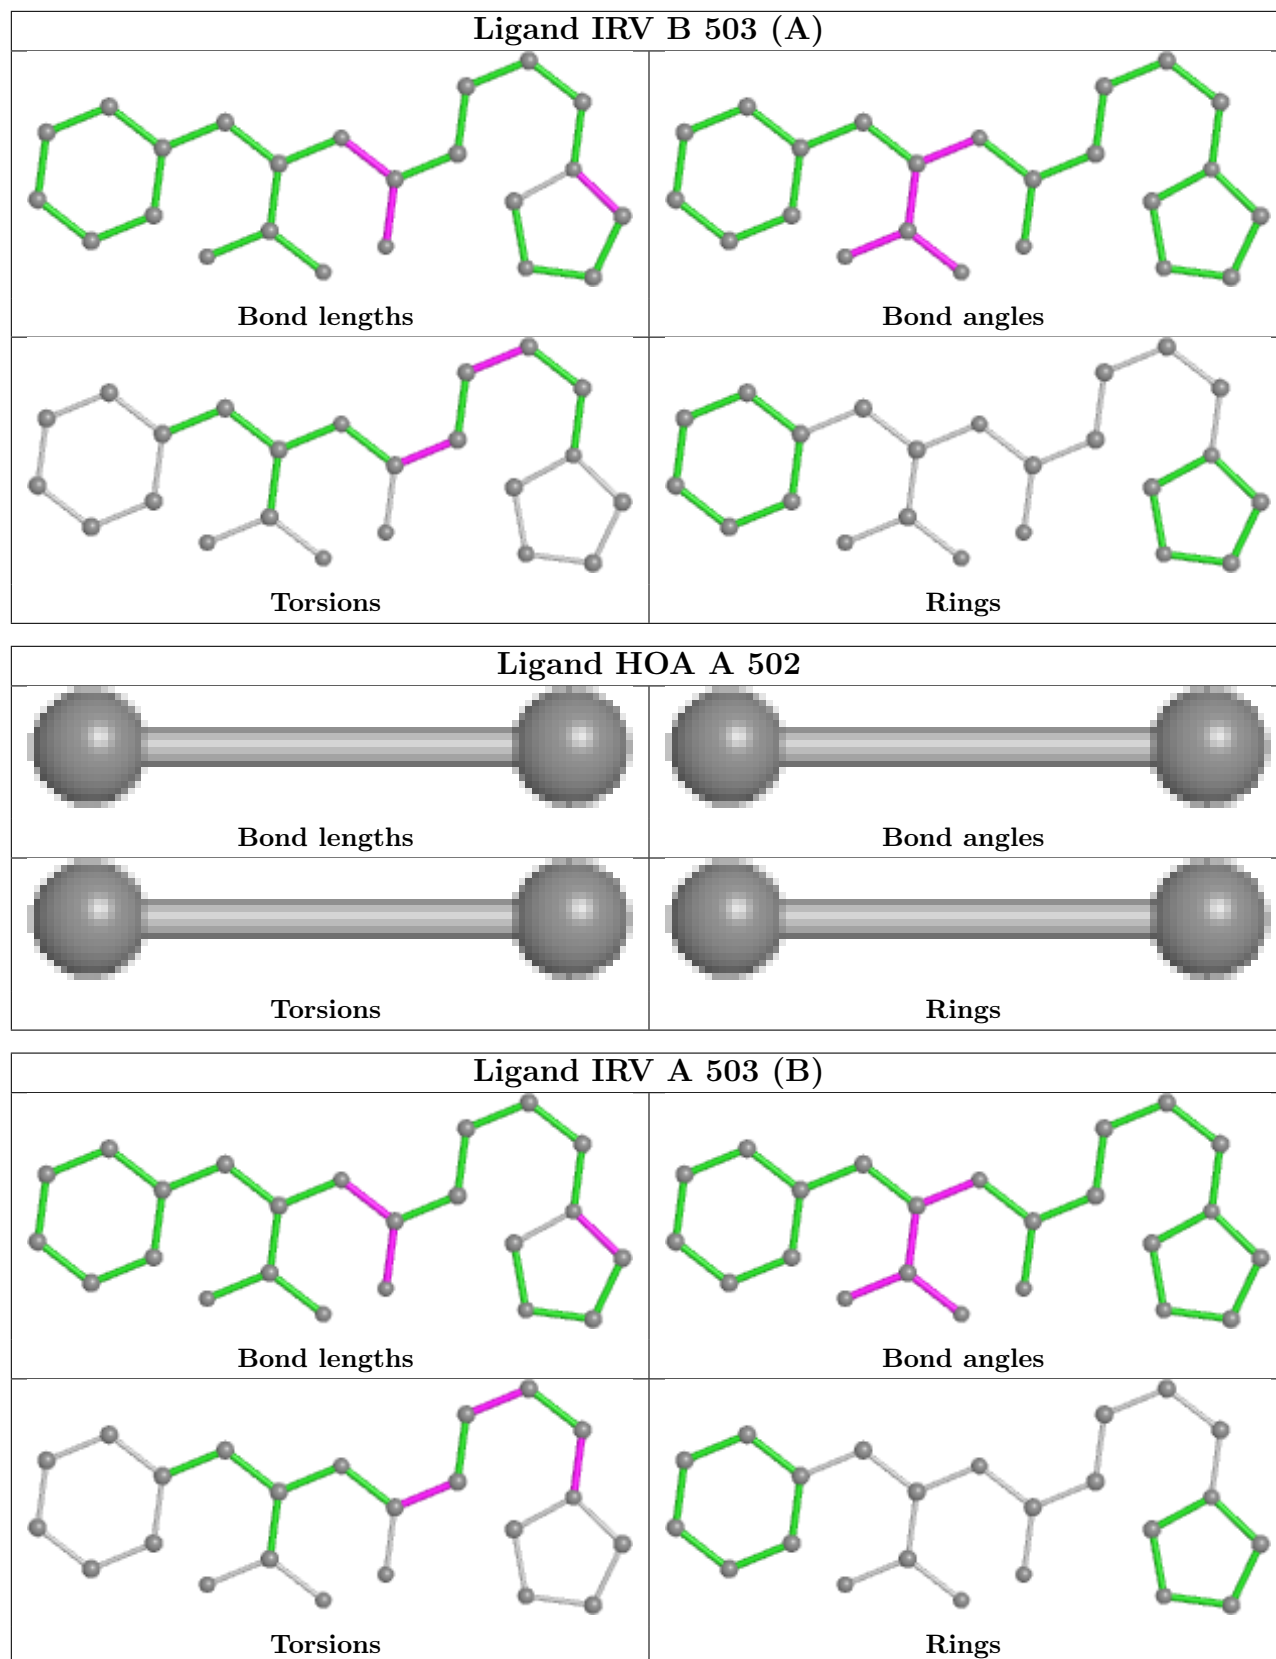 Ligand IRV B 503 (A)
Bond lengths
Bond angles
Torsions
Rings
Ligand HOA A 502
Bond lengths
Bond angles
Torsions
Rings
Ligand IRV A 503 (B)
Bond lengths
Bond angles
Torsions
Rings